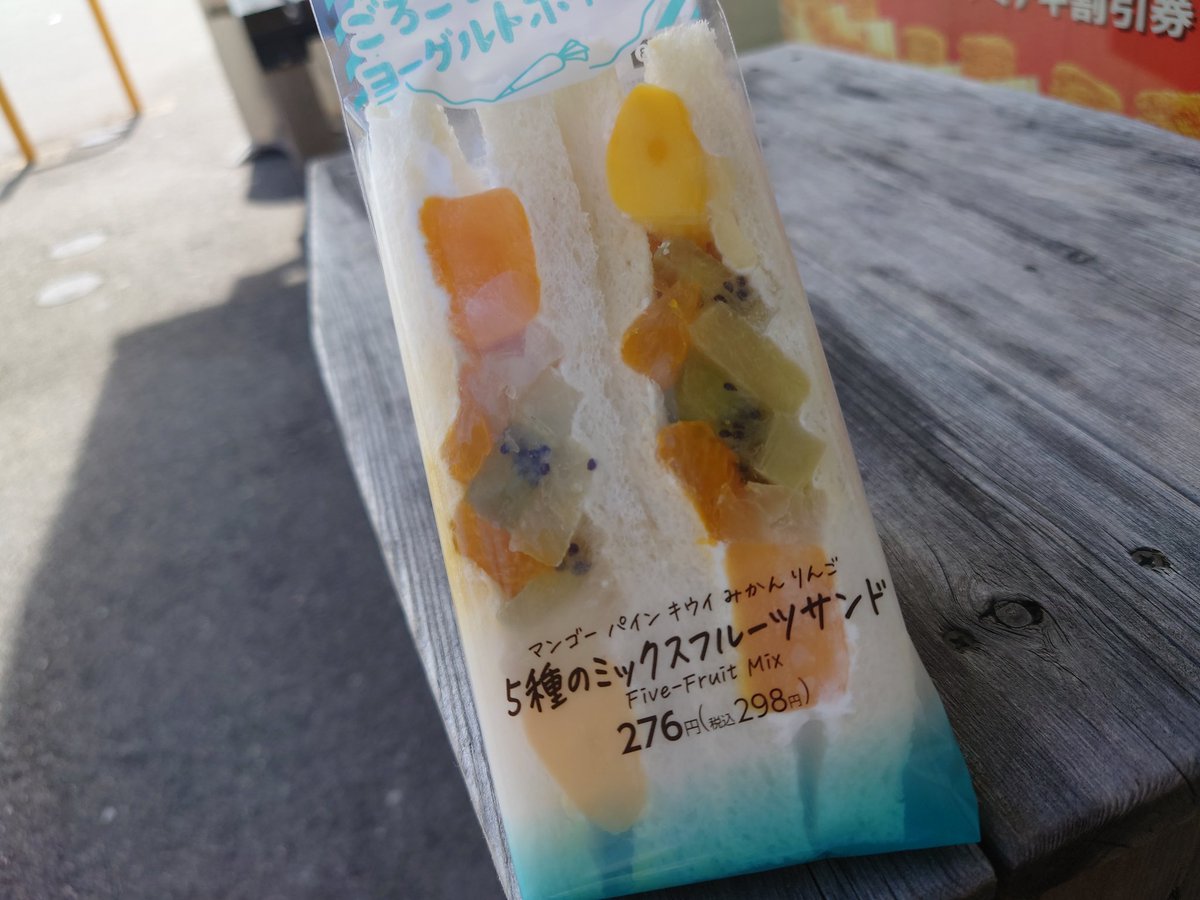 ヨーグルトホイ
割引券
マンゴー パイン キウイ みかん りんご
5種のミックスフルーツサンド
Five-Fruit Mix
276円(税込298円)